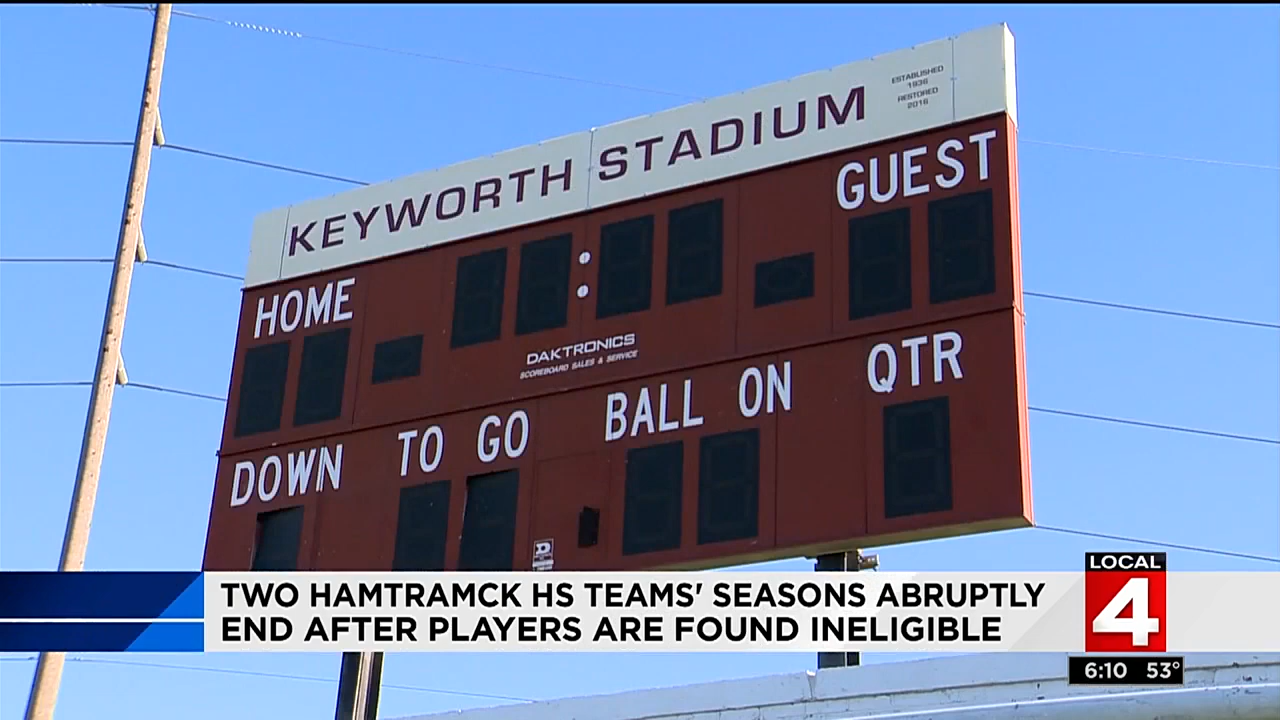 ESTABLISHED
1936
RESTORED
2016
KEYWORTH STADIUM
GUEST
HOME
DAKTRONICS
SCOREBOARD SALES & SERVICE
DOWN TO GO BALL ON QTR
TWO HAMTRAMCK HS TEAMS' SEASONS ABRUPTLY
END AFTER PLAYERS ARE FOUND INELIGIBLE
LOCAL
4
6:10 53°